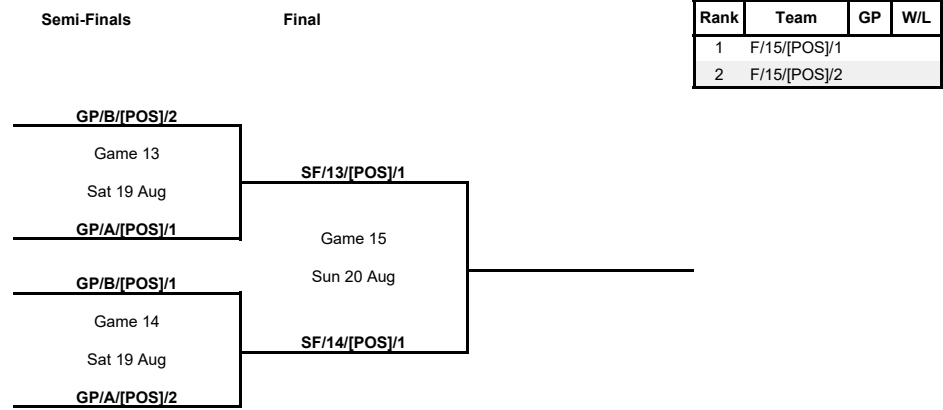 Semi-Finals Final
Rank Team GP W/L
1 F/15/[POS]/1
2 F/15/[POS]/2
GP/B/[POS]/2
Game 13
Sat 19 Aug
GP/A/[POS]/1
SF/13/[POS]/1
Game 15
Sun 20 Aug
SF/14/[POS]/1
GP/B/[POS]/1
Game 14
Sat 19 Aug
GP/A/[POS]/2